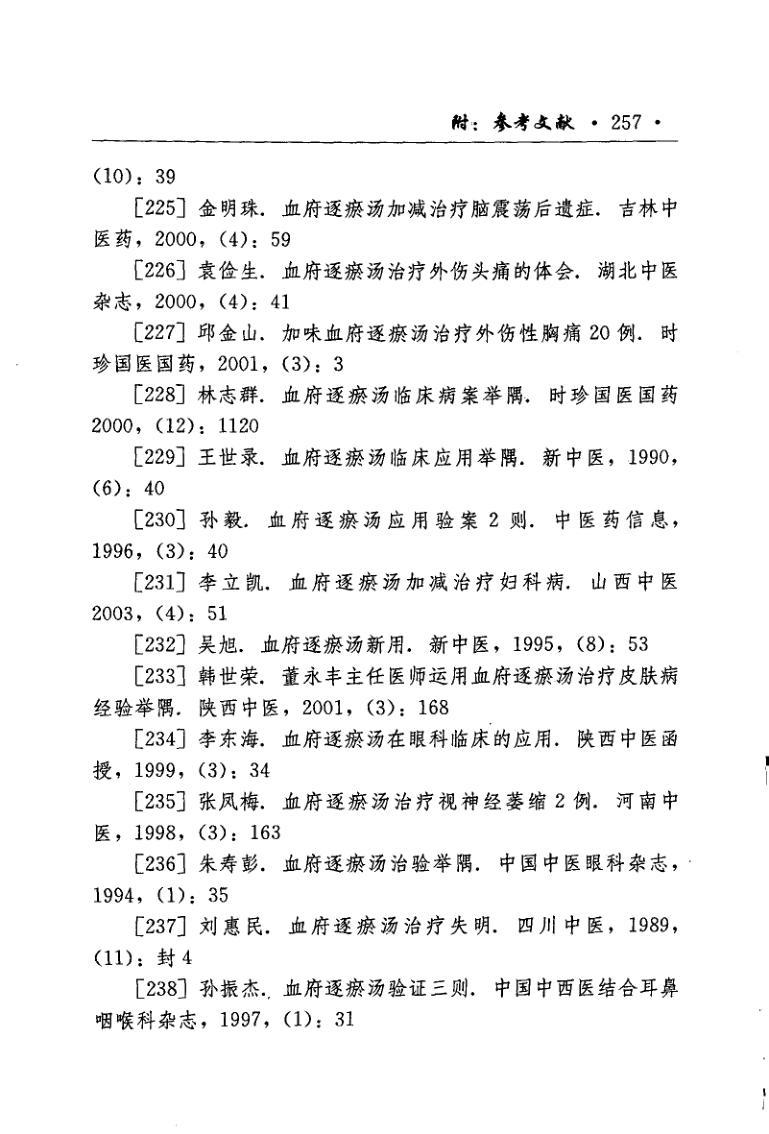 附：参考文献 · 257 ·
(10)：39
[225] 金明珠．血府逐瘀汤加减治疗脑震荡后遗症．吉林中
医药，2000，(4)：59
[226] 袁俭生．血府逐瘀汤治疗外伤头痛的体会．湖北中医
杂志，2000，(4)：41
[227] 邱金山．加味血府逐瘀汤治疗外伤性胸痛 20 例．时
珍国医国药，2001，(3)：3
[228] 林志群．血府逐瘀汤临床病案举隅．时珍国医国药
2000，(12)：1120
[229] 王世录．血府逐瘀汤临床应用举隅．新中医，1990，
(6)：40
[230] 孙毅．血府逐瘀汤应用验案 2 则．中医药信息，
1996，(3)：40
[231] 李立凯．血府逐瘀汤加减治疗妇科病．山西中医
2003，(4)：51
[232] 吴旭．血府逐瘀汤新用．新中医，1995，(8)：53
[233] 韩世荣．董永丰主任医师运用血府逐瘀汤治疗皮肤病
经验举隅．陕西中医，2001，(3)：168
[234] 李东海．血府逐瘀汤在眼科临床的应用．陕西中医函
授，1999，(3)：34
[235] 张凤梅．血府逐瘀汤治疗视神经萎缩 2 例．河南中
医，1998，(3)：163
[236] 朱寿彭．血府逐瘀汤治验举隅．中国中医眼科杂志，
1994，(1)：35
[237] 刘惠民．血府逐瘀汤治疗失明．四川中医，1989，
(11)：封 4
[238] 孙振杰．血府逐瘀汤验证三则．中国中西医结合耳鼻
咽喉科杂志，1997，(1)：31